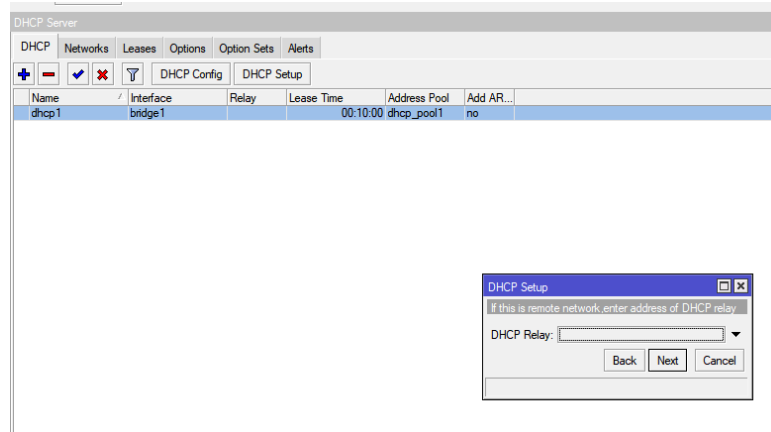 DHCP Server
DHCP Networks Leases Options Option Sets Alerts
DHCP Config DHCP Setup
Name Interface Relay Lease Time Address Pool Add AR...
dhcp1 bridge1 00:10:00 dhcp_pool1 no
DHCP Setup
If this is remote network,enter address of DHCP relay
DHCP Relay:
Back Next Cancel